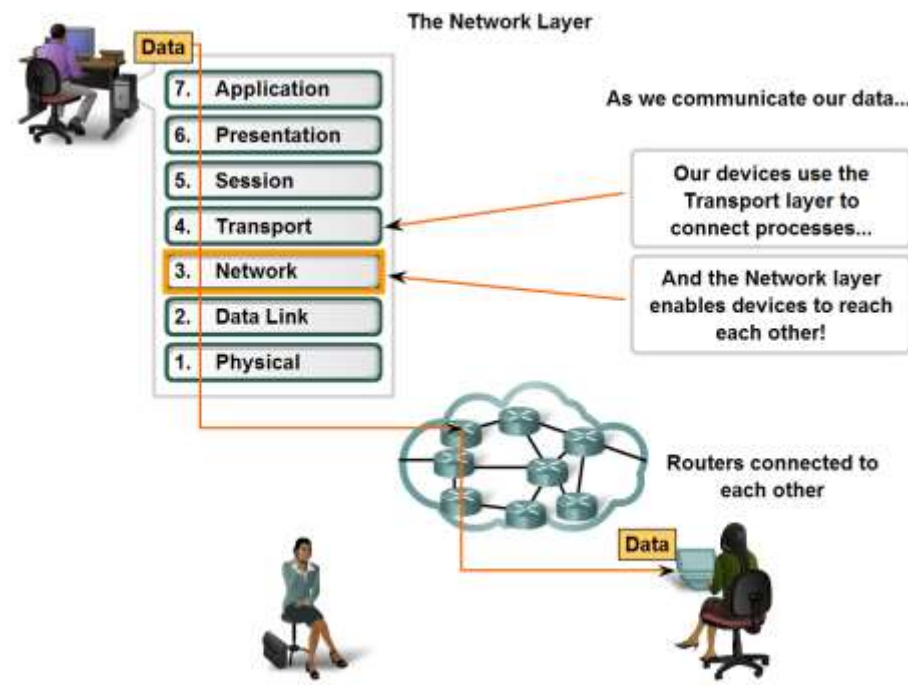 The Network Layer
Data
7. Application
6. Presentation
5. Session
4. Transport
3. Network
2. Data Link
1. Physical
As we communicate our data...
Our devices use the
Transport layer to
connect processes...
And the Network layer
enables devices to reach
each other!
Routers connected to
each other
Data